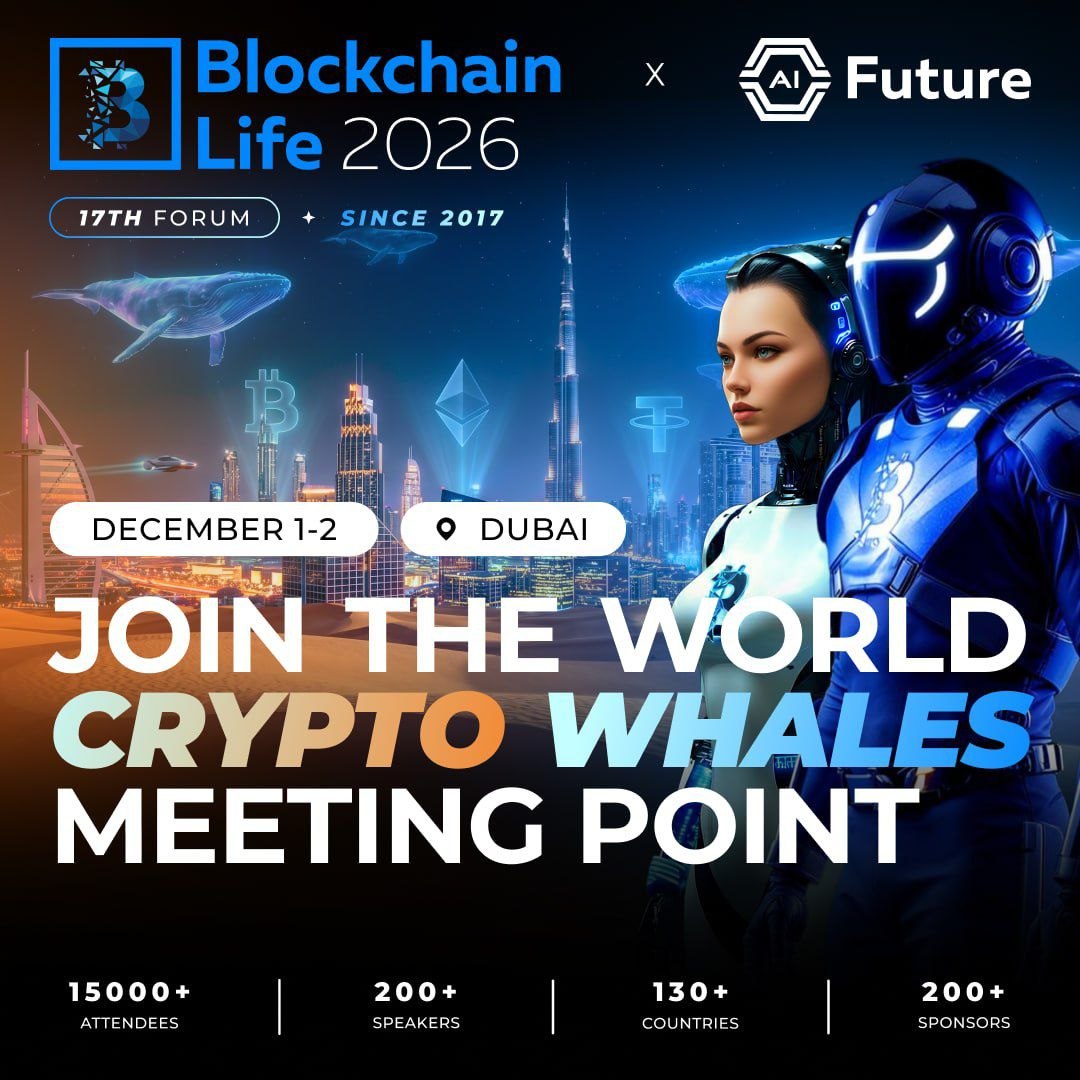 Blockchain
Life 2026
X
AI Future
17TH FORUM
SINCE 2017
DECEMBER 1-2
DUBAI
JOIN THE WORLD
CRYPTO WHALES
MEETING POINT
15000+
ATTENDEES
200+
SPEAKERS
130+
COUNTRIES
200+
SPONSORS